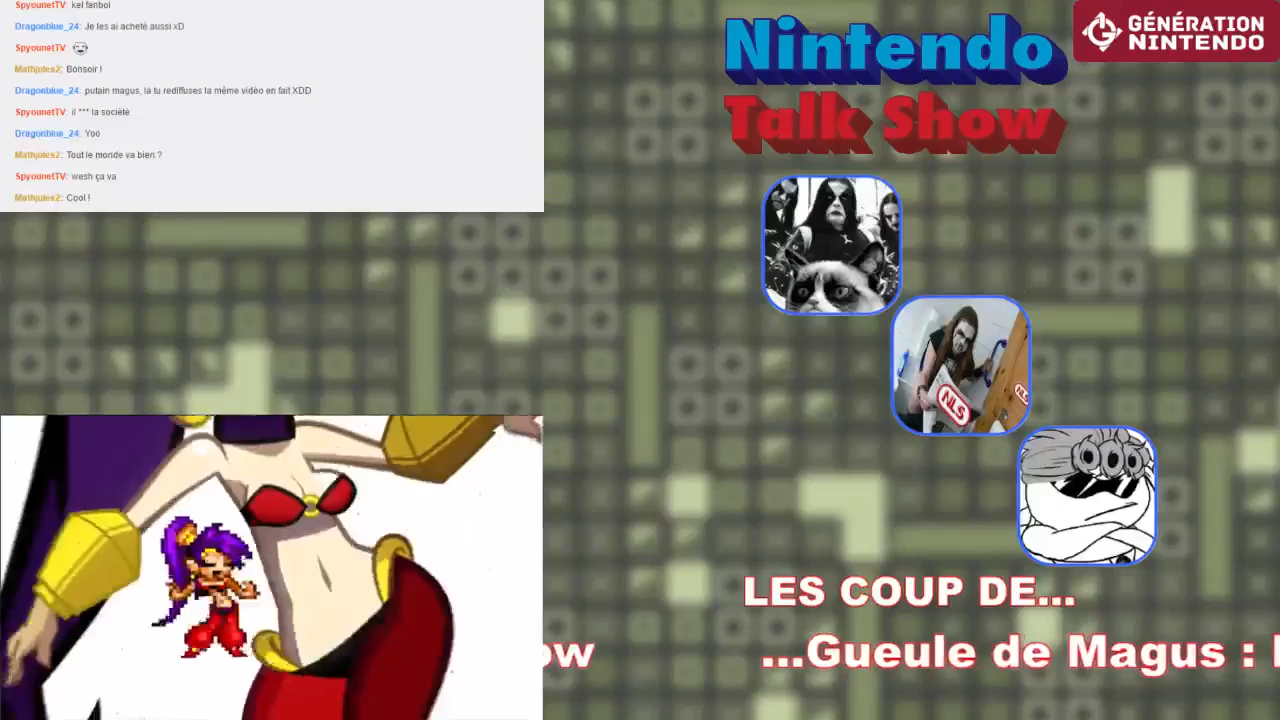 SpyounetTV: kel fanboi
Dragonblue_24: Je les ai acheté aussi xD
SpyounetTV:
Mathjules2: Bonsoir !
Dragonblue_24: putain magus, là tu rediffuses la même vidéo en fait XDD
SpyounetTV: il *** la société
Dragonblue_24: Yoo
Mathjules2: Tout le monde va bien ?
SpyounetTV: wesh ça va
Mathjules2: Cool !
Nintendo
Talk Show
GÉNÉRATION
NINTENDO
NLS
NLS
LES COUP DE...
ow ...Gueule de Magus :